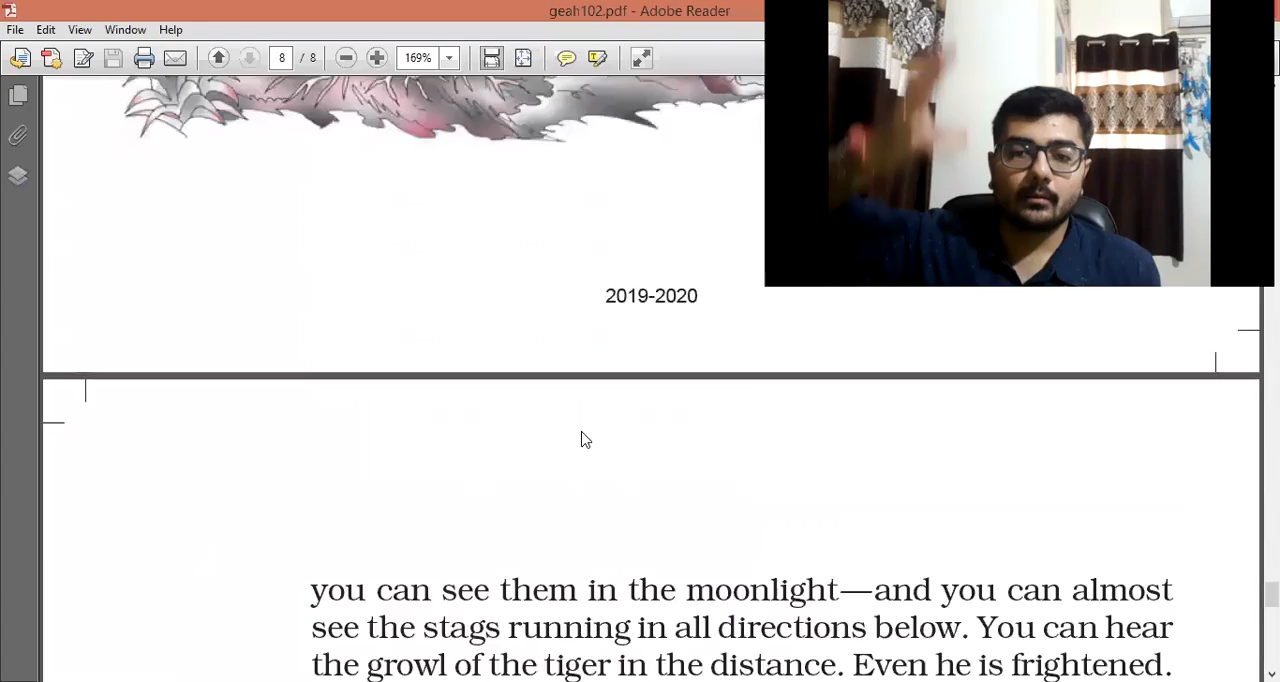 geah102.pdf - Adobe Reader
File Edit View Window Help
8 / 8 169%
2019-2020
you can see them in the moonlight—and you can almost
see the stags running in all directions below. You can hear
the growl of the tiger in the distance. Even he is frightened.